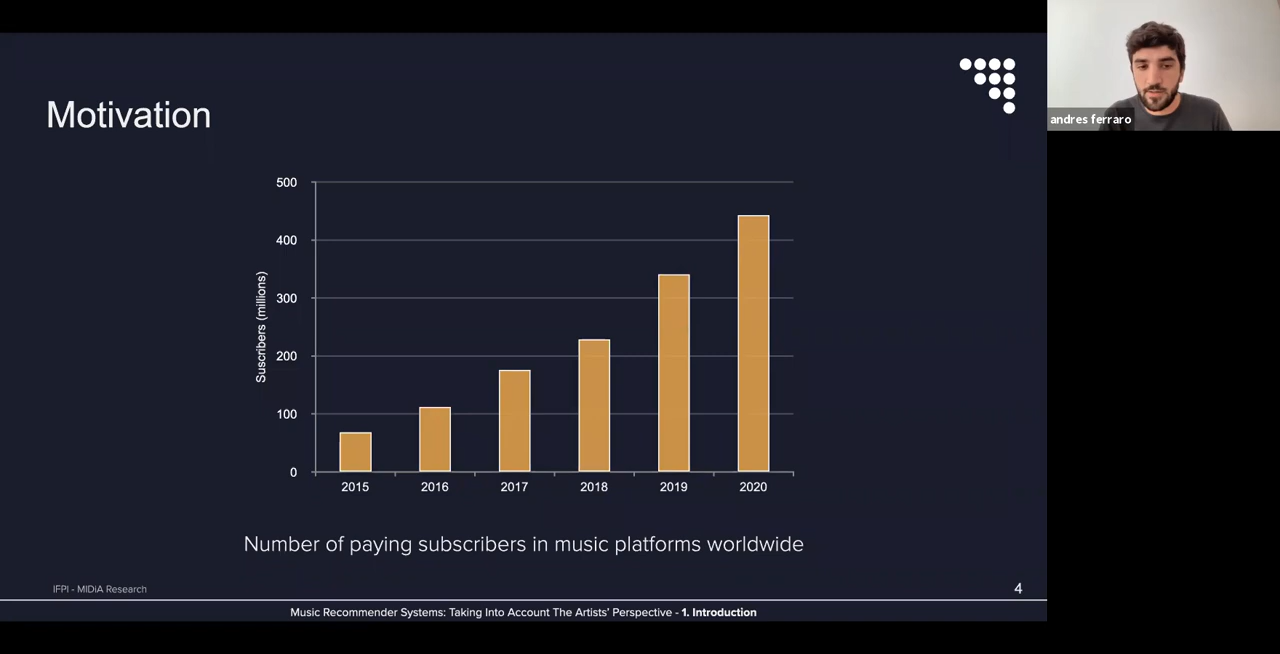 Motivation
andres ferraro
500
400
300
200
100
0
Suscribers (millions)
2015 2016 2017 2018 2019 2020
Number of paying subscribers in music platforms worldwide
IFPI - MIDiA Research
4
Music Recommender Systems: Taking Into Account The Artists' Perspective - 1. Introduction